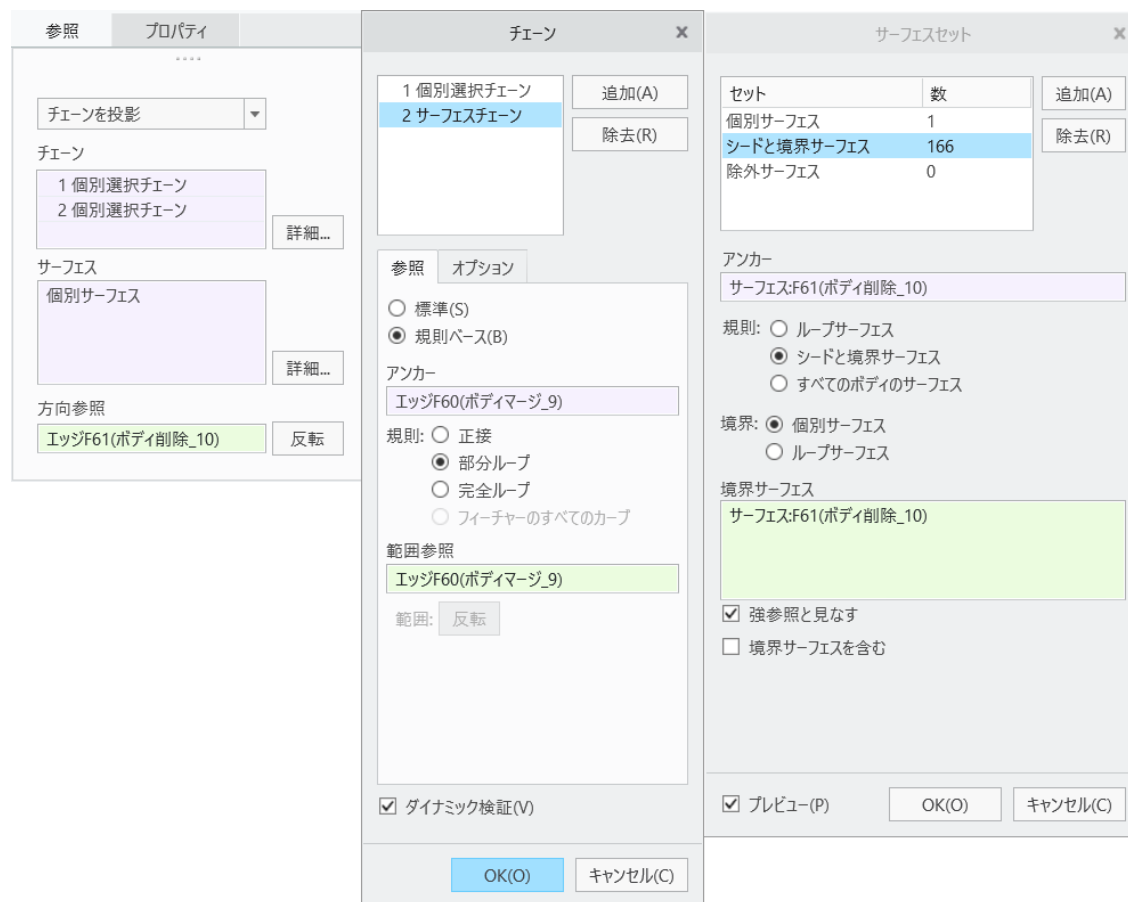 参照
プロパティ
チェーンを投影
チェーン
1 個別選択チェーン
2 個別選択チェーン
詳細...
サーフェス
個別サーフェス
詳細...
方向参照
エッジF61(ボディ削除_10)
反転
チェーン
1 個別選択チェーン
2 サーフェスチェーン
追加(A)
除去(R)
参照
オプション
標準(S)
規則ベース(B)
アンカー
エッジF60(ボディマージ_9)
規則: 正接
部分ループ
完全ループ
フィーチャーのすべてのカーブ
範囲参照
エッジF60(ボディマージ_9)
範囲: 反転
ダイナミック検証(V)
OK(O)
キャンセル(C)
サーフェスセット
セット 数
個別サーフェス 1
シードと境界サーフェス 166
除外サーフェス 0
追加(A)
除去(R)
アンカー
サーフェス:F61(ボディ削除_10)
規則: ループサーフェス
シードと境界サーフェス
すべてのボディのサーフェス
境界: 個別サーフェス
ループサーフェス
境界サーフェス
サーフェス:F61(ボディ削除_10)
強参照と見なす
境界サーフェスを含む
プレビュー(P)
OK(O)
キャンセル(C)